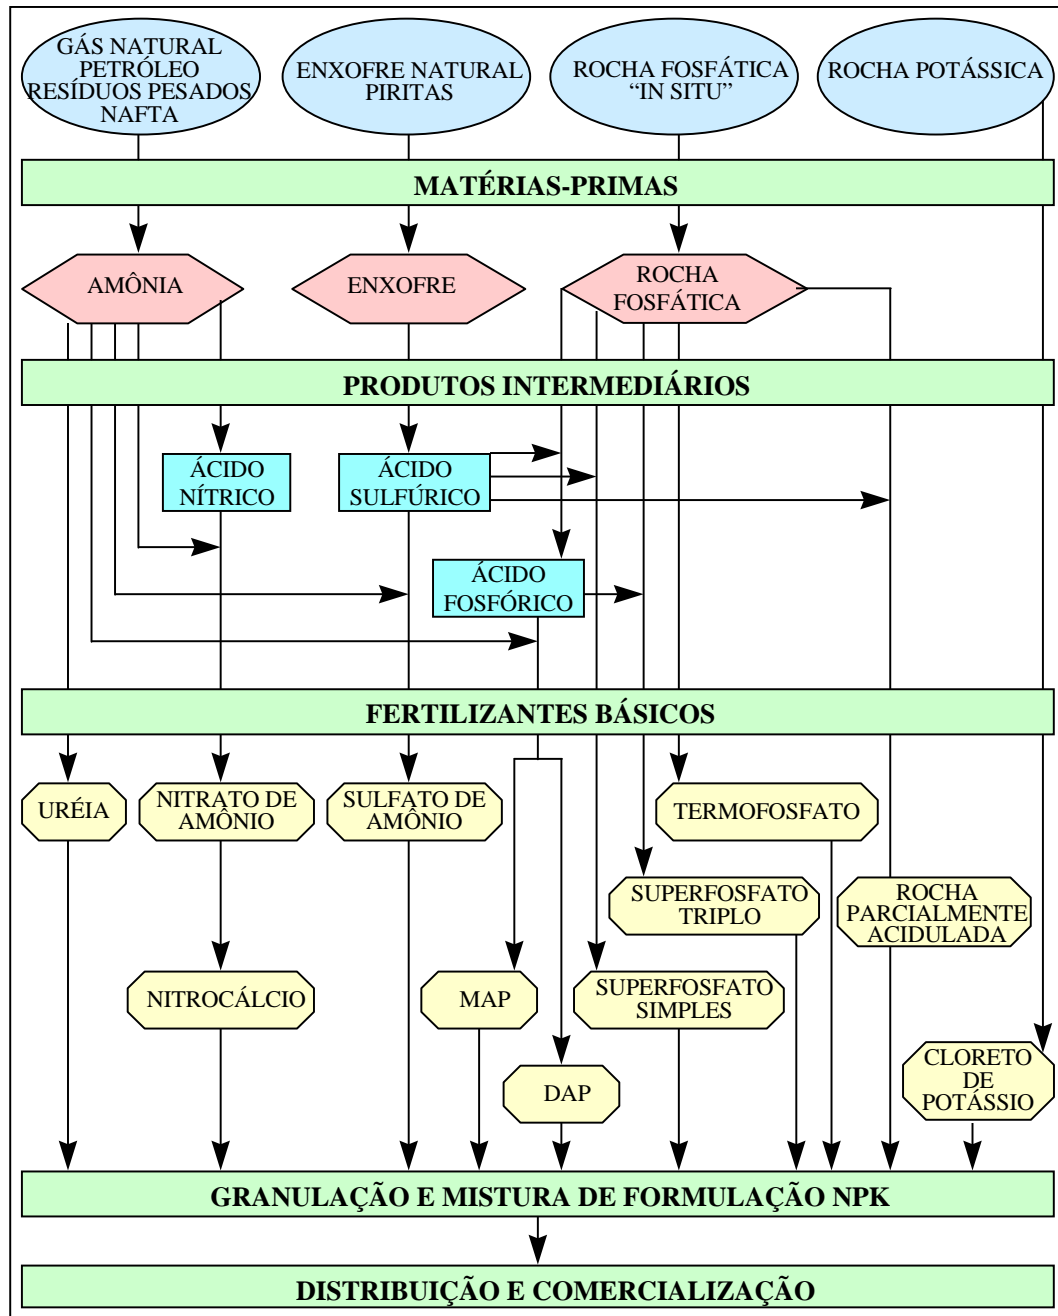 GÁS NATURAL
PETRÓLEO
RESÍDUOS PESADOS
NAFTA
ENXOFRE NATURAL
PIRITAS
ROCHA FOSFÁTICA
“IN SITU”
ROCHA POTÁSSICA
MATÉRIAS-PRIMAS
AMÔNIA
ENXOFRE
ROCHA
FOSFÁTICA
PRODUTOS INTERMEDIÁRIOS
ÁCIDO
NÍTRICO
ÁCIDO
SULFÚRICO
ÁCIDO
FOSFÓRICO
FERTILIZANTES BÁSICOS
URÉIA
NITRATO DE
AMÔNIO
SULFATO DE
AMÔNIO
TERMOFOSFATO
SUPERFOSFATO
TRIPLO
ROCHA
PARCIALMENTE
ACIDULADA
NITROCÁLCIO
MAP
SUPERFOSFATO
SIMPLES
DAP
CLORETO
DE
POTÁSSIO
GRANULAÇÃO E MISTURA DE FORMULAÇÃO NPK
DISTRIBUIÇÃO E COMERCIALIZAÇÃO